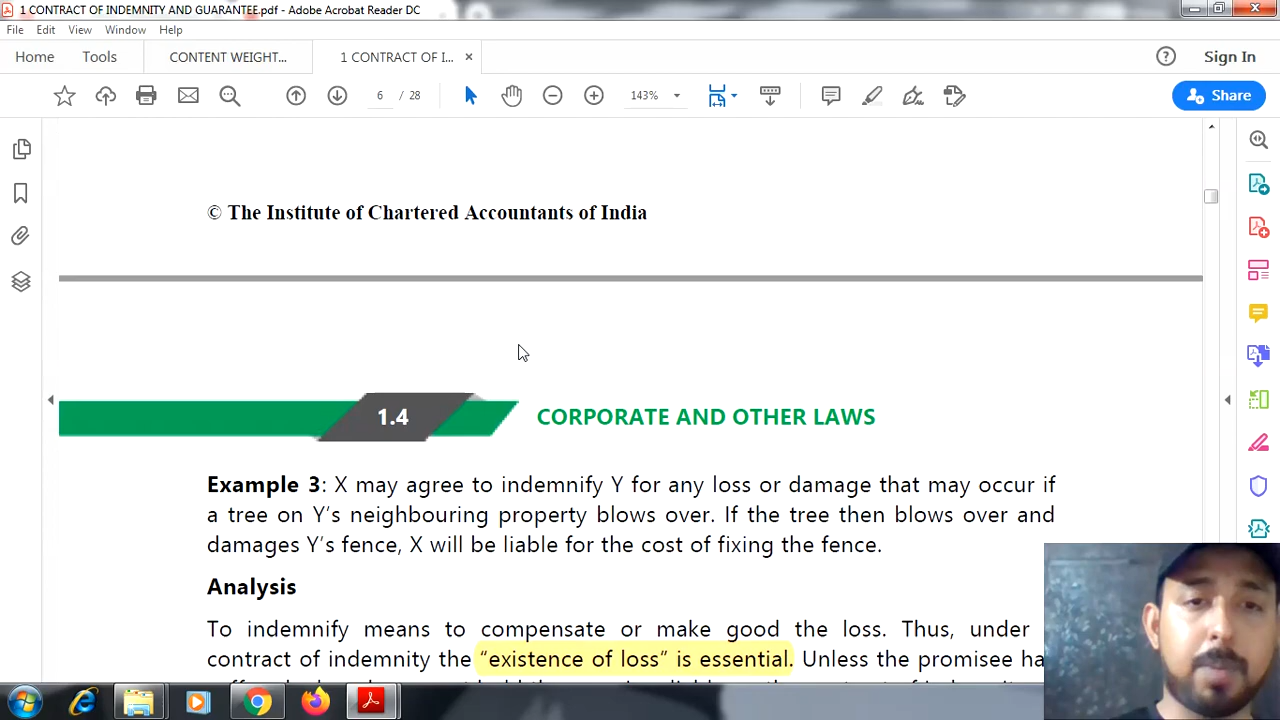 1 CONTRACT OF INDEMNITY AND GUARANTEE.pdf - Adobe Acrobat Reader DC
File Edit View Window Help
Home Tools CONTENT WEIGHT... 1 CONTRACT OF I... × Sign In
6 / 28 143% Share
© The Institute of Chartered Accountants of India
1.4 CORPORATE AND OTHER LAWS
Example 3: X may agree to indemnify Y for any loss or damage that may occur if
a tree on Y's neighbouring property blows over. If the tree then blows over and
damages Y's fence, X will be liable for the cost of fixing the fence.
Analysis
To indemnify means to compensate or make good the loss. Thus, under
contract of indemnity the “existence of loss” is essential. Unless the promisee ha